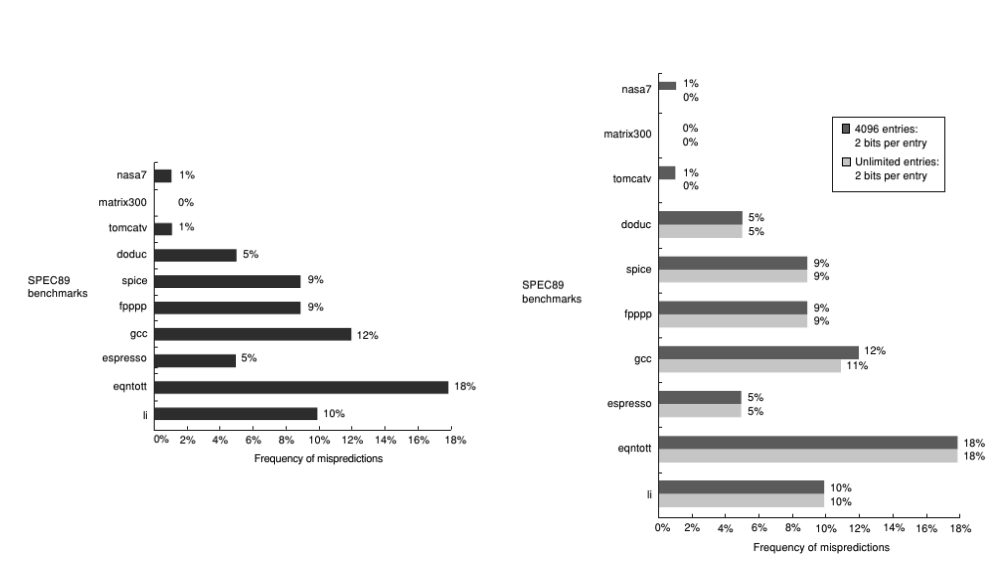 nasa7 1%
matrix300 0%
tomcatv 1%
doduc 5%
SPEC89
benchmarks
spice 9%
fpppp 9%
gcc 12%
espresso 5%
eqntott 18%
li 10%
0% 2% 4% 6% 8% 10% 12% 14% 16% 18%
Frequency of mispredictions
nasa7 1%
0%
matrix300 0%
0%
tomcatv 1%
0%
doduc 5%
5%
SPEC89
benchmarks
spice 9%
9%
fpppp 9%
9%
gcc 12%
11%
espresso 5%
5%
eqntott 18%
18%
li 10%
10%
0% 2% 4% 6% 8% 10% 12% 14% 16% 18%
Frequency of mispredictions
4096 entries:
2 bits per entry
Unlimited entries:
2 bits per entry